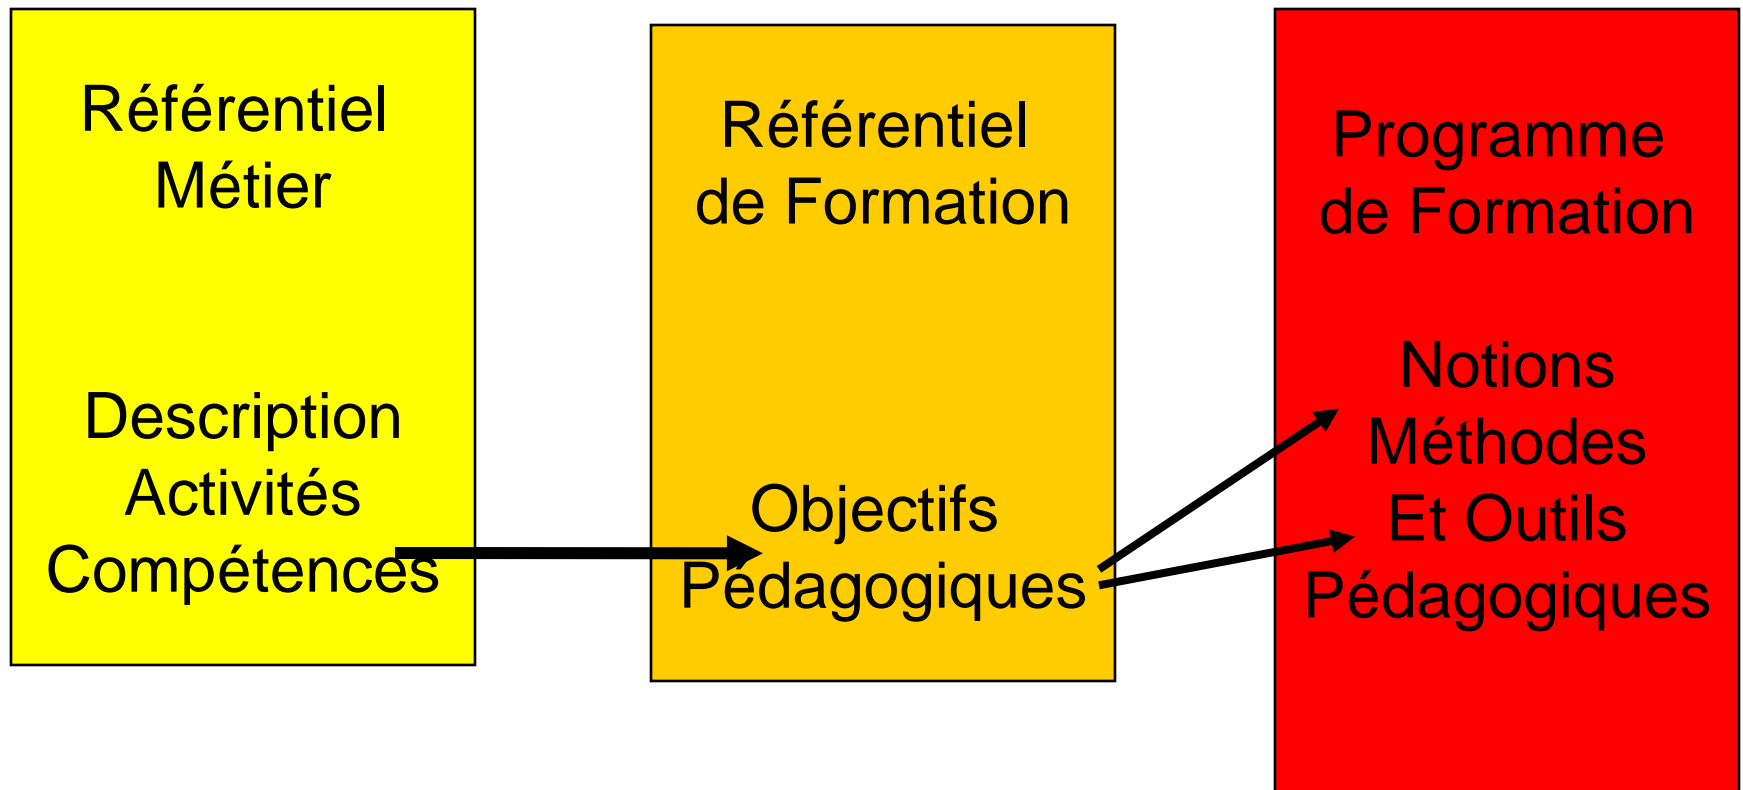 Référentiel
Métier
Description
Activités
Compétences
Référentiel
de Formation
Objectifs
Pédagogiques
Programme
de Formation
Notions
Méthodes
Et Outils
Pédagogiques